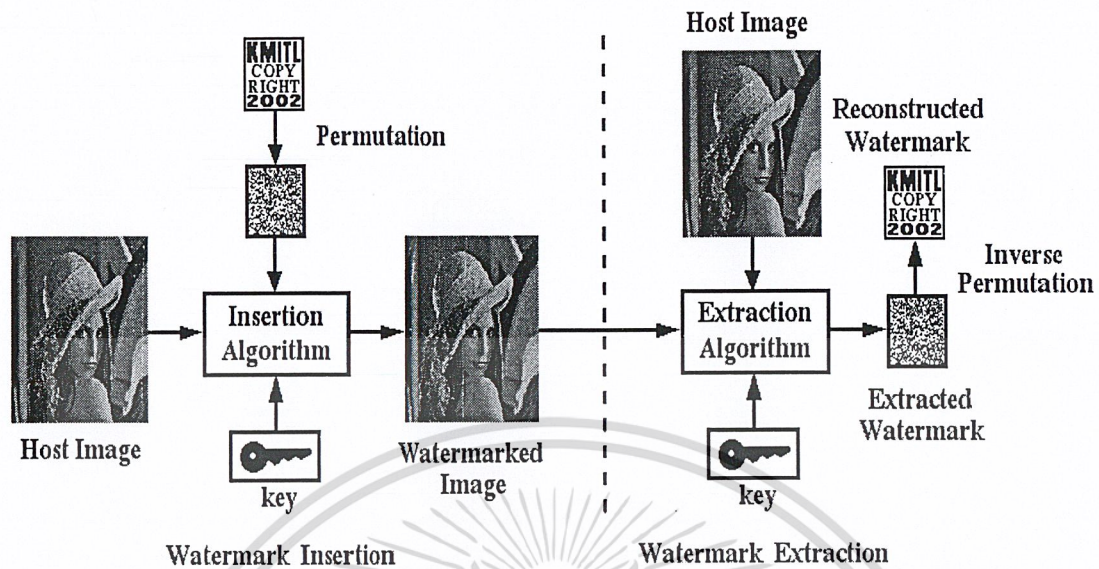 KMITL
COPY
RIGHT
2002
Permutation
Host Image
Insertion
Algorithm
key
Watermarked
Image
Watermark Insertion
Host Image
Reconstructed
Watermark
KMITL
COPY
RIGHT
2002
Inverse
Permutation
Extraction
Algorithm
Extracted
Watermark
key
Watermark Extraction